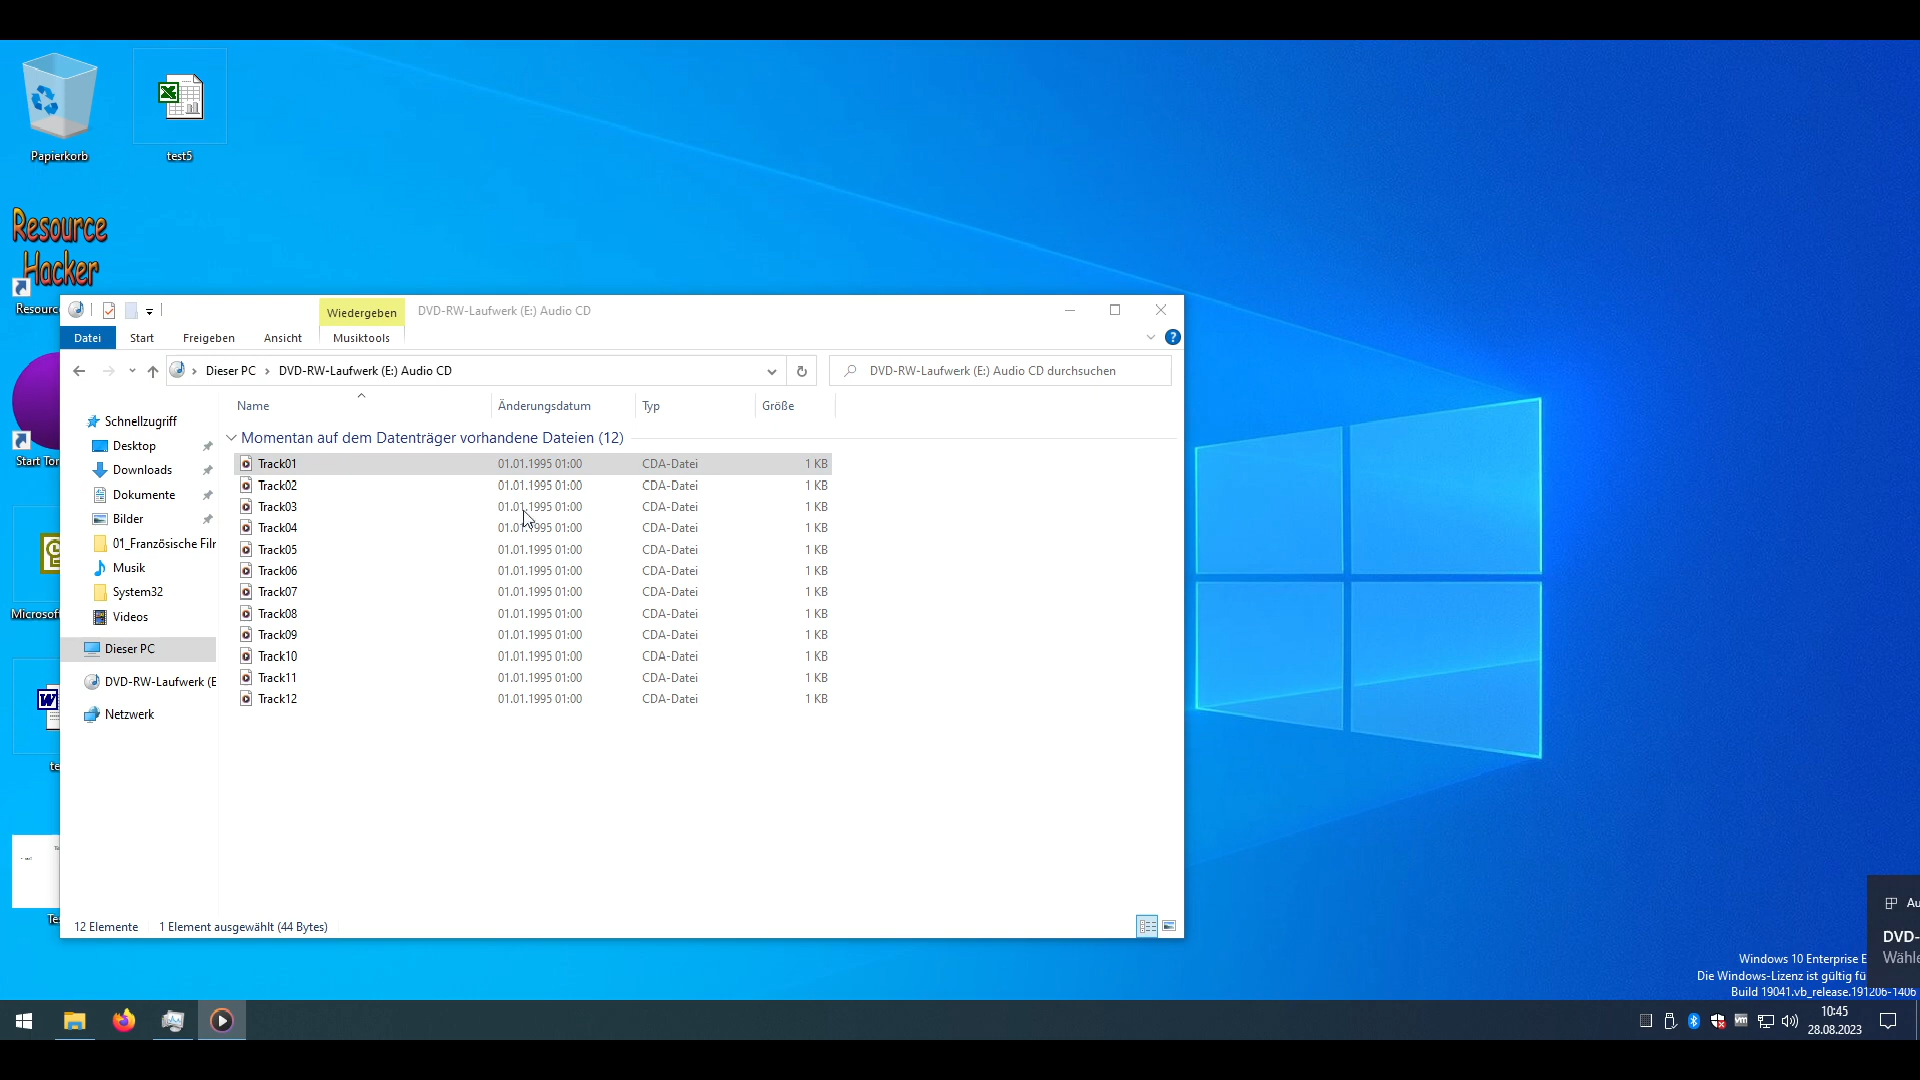 Papierkorb
test5
Resource
Hacker
Resourc
Start Tor
Microsof
te
Te
Wiedergeben
DVD-RW-Laufwerk (E:) Audio CD
Datei
Start
Freigeben
Ansicht
Musiktools
Dieser PC
DVD-RW-Laufwerk (E:) Audio CD
DVD-RW-Laufwerk (E:) Audio CD durchsuchen
Name
Änderungsdatum
Typ
Größe
Schnellzugriff
Desktop
Downloads
Dokumente
Bilder
01_Französische Filr
Musik
System32
Videos
Dieser PC
DVD-RW-Laufwerk (E
Netzwerk
Momentan auf dem Datenträger vorhandene Dateien (12)
Track01 01.01.1995 01:00 CDA-Datei 1 KB
Track02 01.01.1995 01:00 CDA-Datei 1 KB
Track03 01.01.1995 01:00 CDA-Datei 1 KB
Track04 01.01.1995 01:00 CDA-Datei 1 KB
Track05 01.01.1995 01:00 CDA-Datei 1 KB
Track06 01.01.1995 01:00 CDA-Datei 1 KB
Track07 01.01.1995 01:00 CDA-Datei 1 KB
Track08 01.01.1995 01:00 CDA-Datei 1 KB
Track09 01.01.1995 01:00 CDA-Datei 1 KB
Track10 01.01.1995 01:00 CDA-Datei 1 KB
Track11 01.01.1995 01:00 CDA-Datei 1 KB
Track12 01.01.1995 01:00 CDA-Datei 1 KB
12 Elemente
1 Element ausgewählt (44 Bytes)
Au
DVD-
Wähle
Windows 10 Enterprise E
Die Windows-Lizenz ist gültig fü
Build 19041.vb_release.191206-1406
10:45
28.08.2023